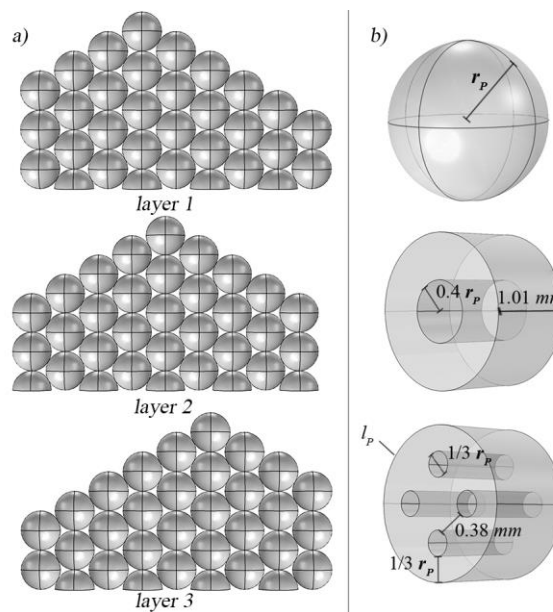 a)
layer 1
layer 2
layer 3
b)
r_P
0.4 r_P
1.01 mm
l_P
1/3 r_P
0.38 mm
1/3 r_P